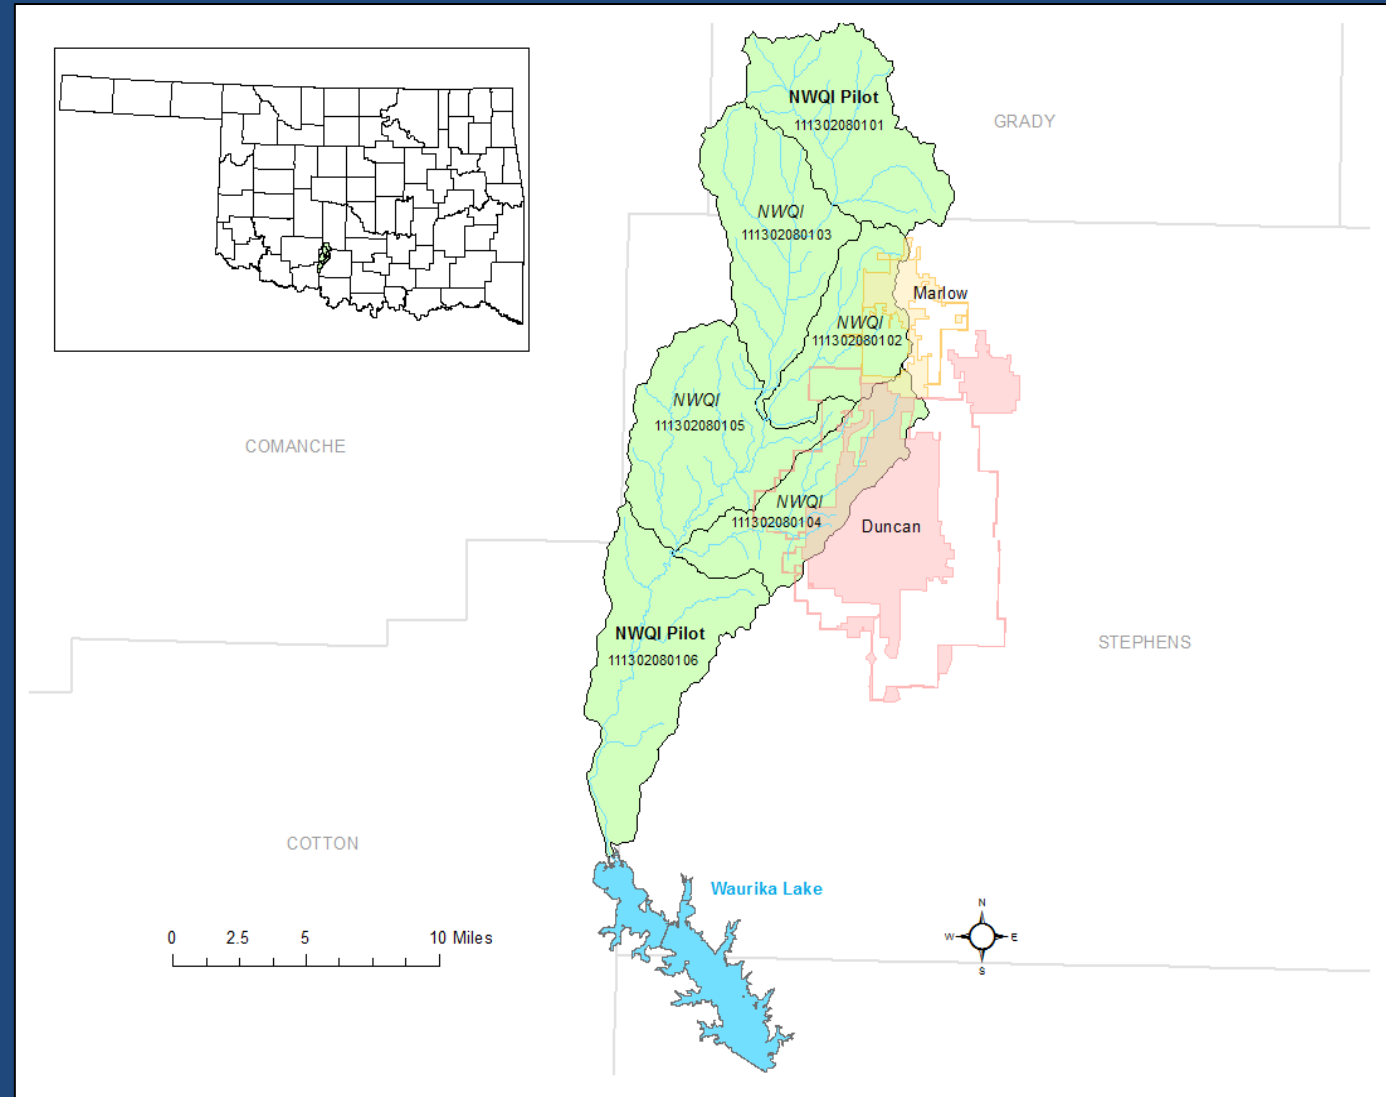 NWQI Pilot
111302080101
GRADY
NWQI
111302080103
Marlow
NWQI
111302080102
NWQI
111302080105
COMANCHE
NWQI
111302080104
Duncan
NWQI Pilot
111302080106
STEPHENS
COTTON
Waurika Lake
0 2.5 5 10 Miles
N
W E
S